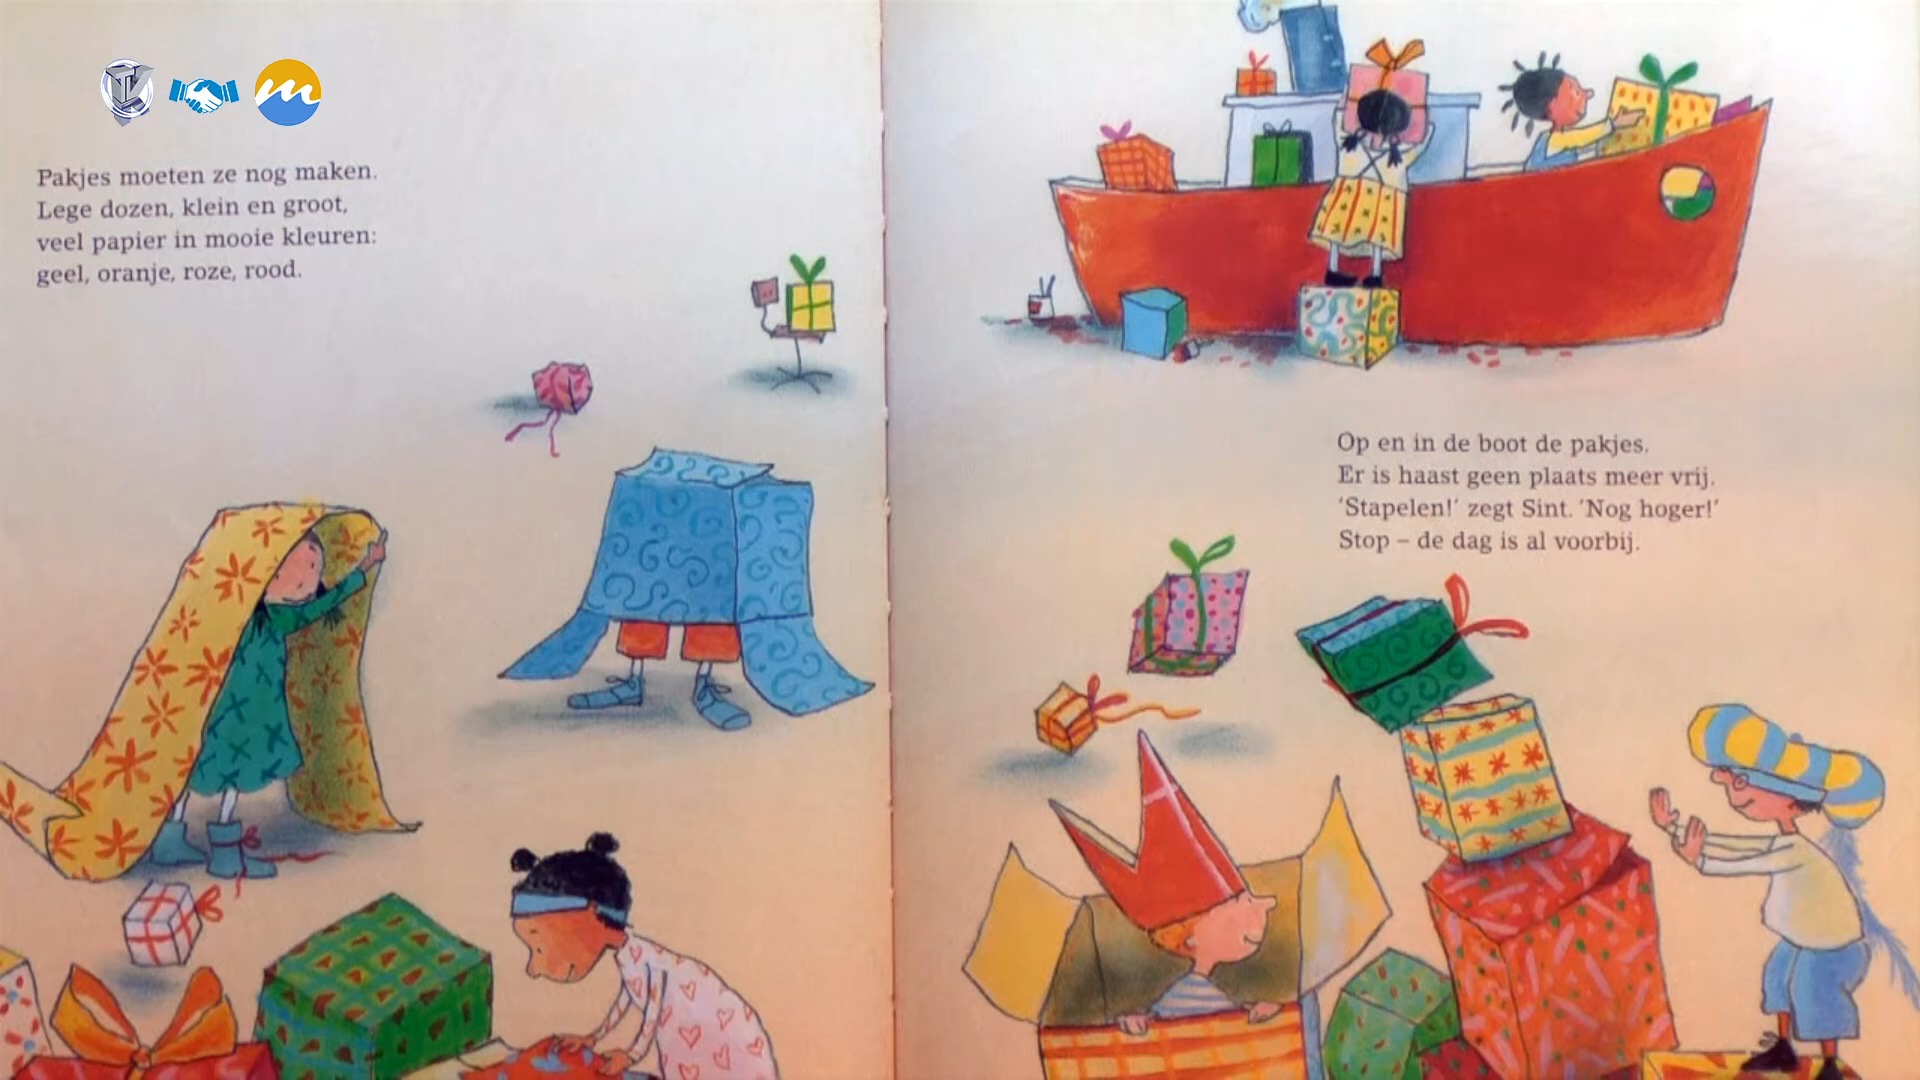 Pakjes moeten ze nog maken.
Lege dozen, klein en groot,
veel papier in mooie kleuren:
geel, oranje, roze, rood.
Op en in de boot de pakjes.
Er is haast geen plaats meer vrij.
'Stapelen!' zegt Sint. 'Nog hoger!'
Stop – de dag is al voorbij.